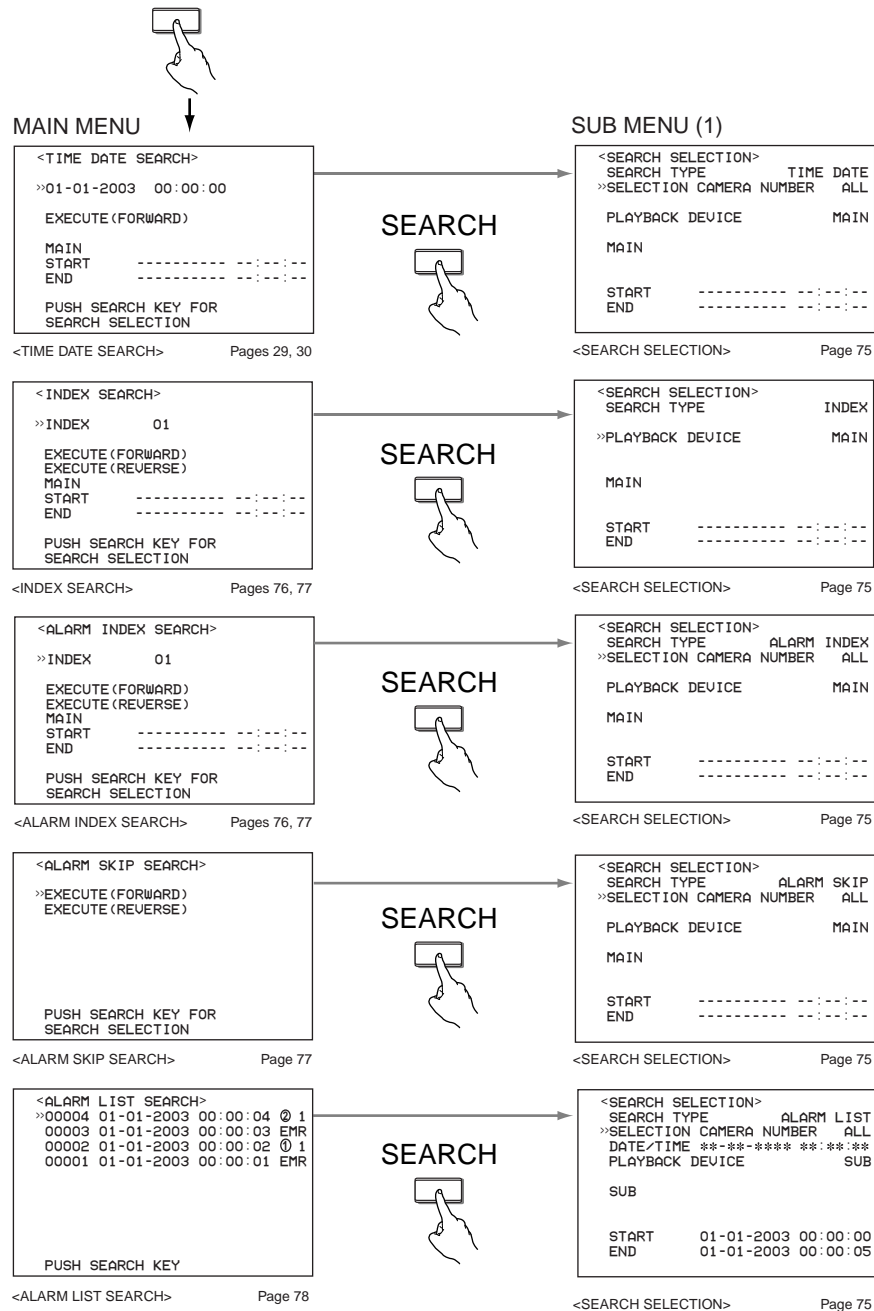 MAIN MENU
SUB MENU (1)
<TIME DATE SEARCH>
»01-01-2003 00:00:00
EXECUTE(FORWARD)
MAIN
START ---------- --:--:--
END ---------- --:--:--
PUSH SEARCH KEY FOR
SEARCH SELECTION
<TIME DATE SEARCH> Pages 29, 30
SEARCH
<SEARCH SELECTION>
SEARCH TYPE TIME DATE
»SELECTION CAMERA NUMBER ALL
PLAYBACK DEVICE MAIN
MAIN
START ---------- --:--:--
END ---------- --:--:--
<SEARCH SELECTION> Page 75
<INDEX SEARCH>
»INDEX 01
EXECUTE(FORWARD)
EXECUTE(REVERSE)
MAIN
START ---------- --:--:--
END ---------- --:--:--
PUSH SEARCH KEY FOR
SEARCH SELECTION
<INDEX SEARCH> Pages 76, 77
SEARCH
<SEARCH SELECTION>
SEARCH TYPE INDEX
»PLAYBACK DEVICE MAIN
MAIN
START ---------- --:--:--
END ---------- --:--:--
<SEARCH SELECTION> Page 75
<ALARM INDEX SEARCH>
»INDEX 01
EXECUTE(FORWARD)
EXECUTE(REVERSE)
MAIN
START ---------- --:--:--
END ---------- --:--:--
PUSH SEARCH KEY FOR
SEARCH SELECTION
<ALARM INDEX SEARCH> Pages 76, 77
SEARCH
<SEARCH SELECTION>
SEARCH TYPE ALARM INDEX
»SELECTION CAMERA NUMBER ALL
PLAYBACK DEVICE MAIN
MAIN
START ---------- --:--:--
END ---------- --:--:--
<SEARCH SELECTION> Page 75
<ALARM SKIP SEARCH>
»EXECUTE(FORWARD)
EXECUTE(REVERSE)
PUSH SEARCH KEY FOR
SEARCH SELECTION
<ALARM SKIP SEARCH> Page 77
SEARCH
<SEARCH SELECTION>
SEARCH TYPE ALARM SKIP
»SELECTION CAMERA NUMBER ALL
PLAYBACK DEVICE MAIN
MAIN
START ---------- --:--:--
END ---------- --:--:--
<SEARCH SELECTION> Page 75
<ALARM LIST SEARCH>
»00004 01-01-2003 00:00:04 ② 1
00003 01-01-2003 00:00:03 EMR
00002 01-01-2003 00:00:02 ① 1
00001 01-01-2003 00:00:01 EMR
PUSH SEARCH KEY
<ALARM LIST SEARCH> Page 78
SEARCH
<SEARCH SELECTION>
SEARCH TYPE ALARM LIST
»SELECTION CAMERA NUMBER ALL
DATE/TIME **-**-**** **:**:**
PLAYBACK DEVICE SUB
SUB
START 01-01-2003 00:00:00
END 01-01-2003 00:00:05
<SEARCH SELECTION> Page 75